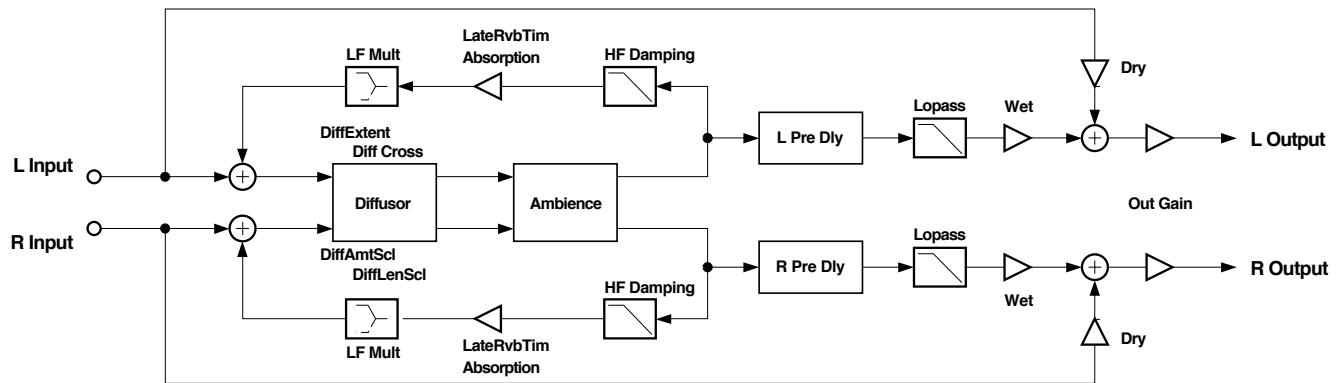 LateRvbTim
Absorption
LF Mult
HF Damping
Dry
Lopass
Wet
DiffExtent
Diff Cross
L Pre Dly
L Input
L Output
Diffusor
Ambience
Out Gain
R Input
DiffAmtScl
DiffLenScl
Lopass
R Pre Dly
R Output
HF Damping
Wet
LF Mult
LateRvbTim
Absorption
Dry